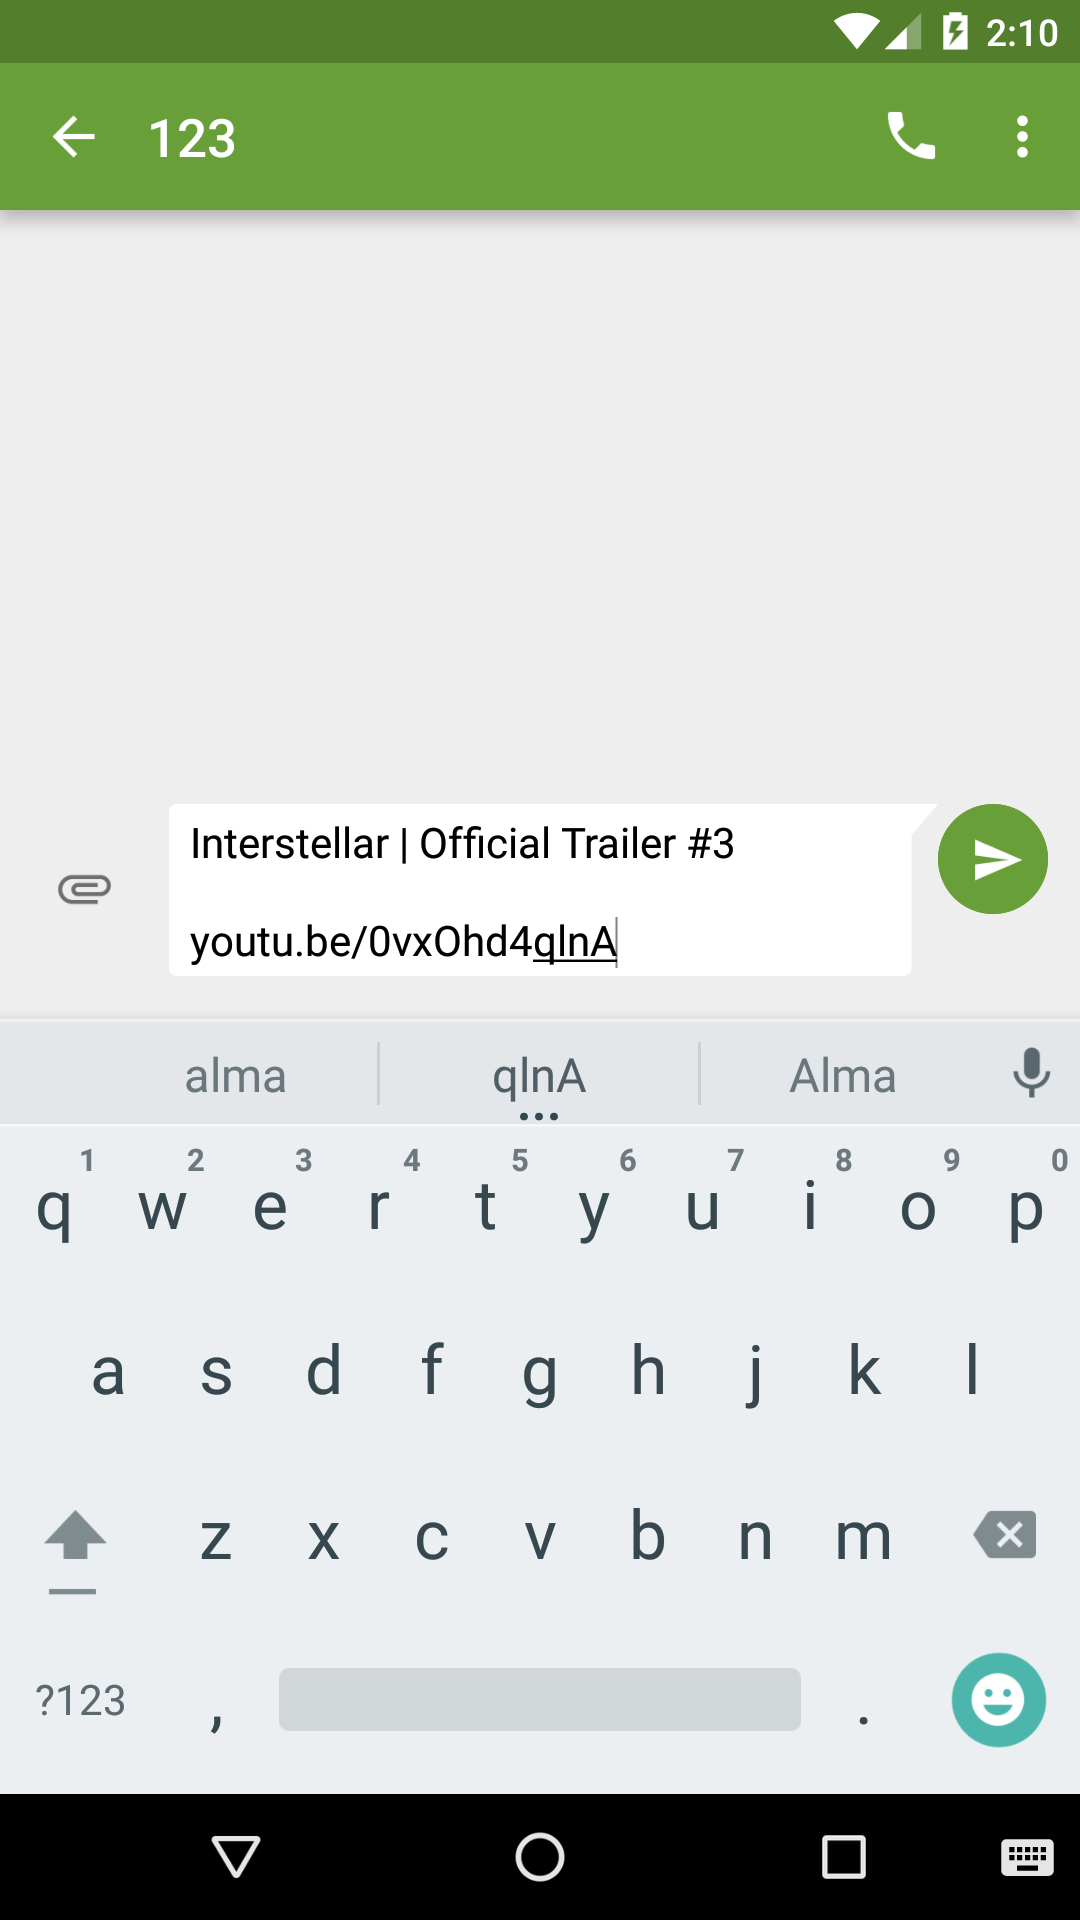 2:10
123
Interstellar | Official Trailer #3
youtu.be/0vxOhd4qlnA
alma qlnA Alma
1 2 3 4 5 6 7 8 9 0
q w e r t y u i o p
a s d f g h j k l
z x c v b n m
?123 , .